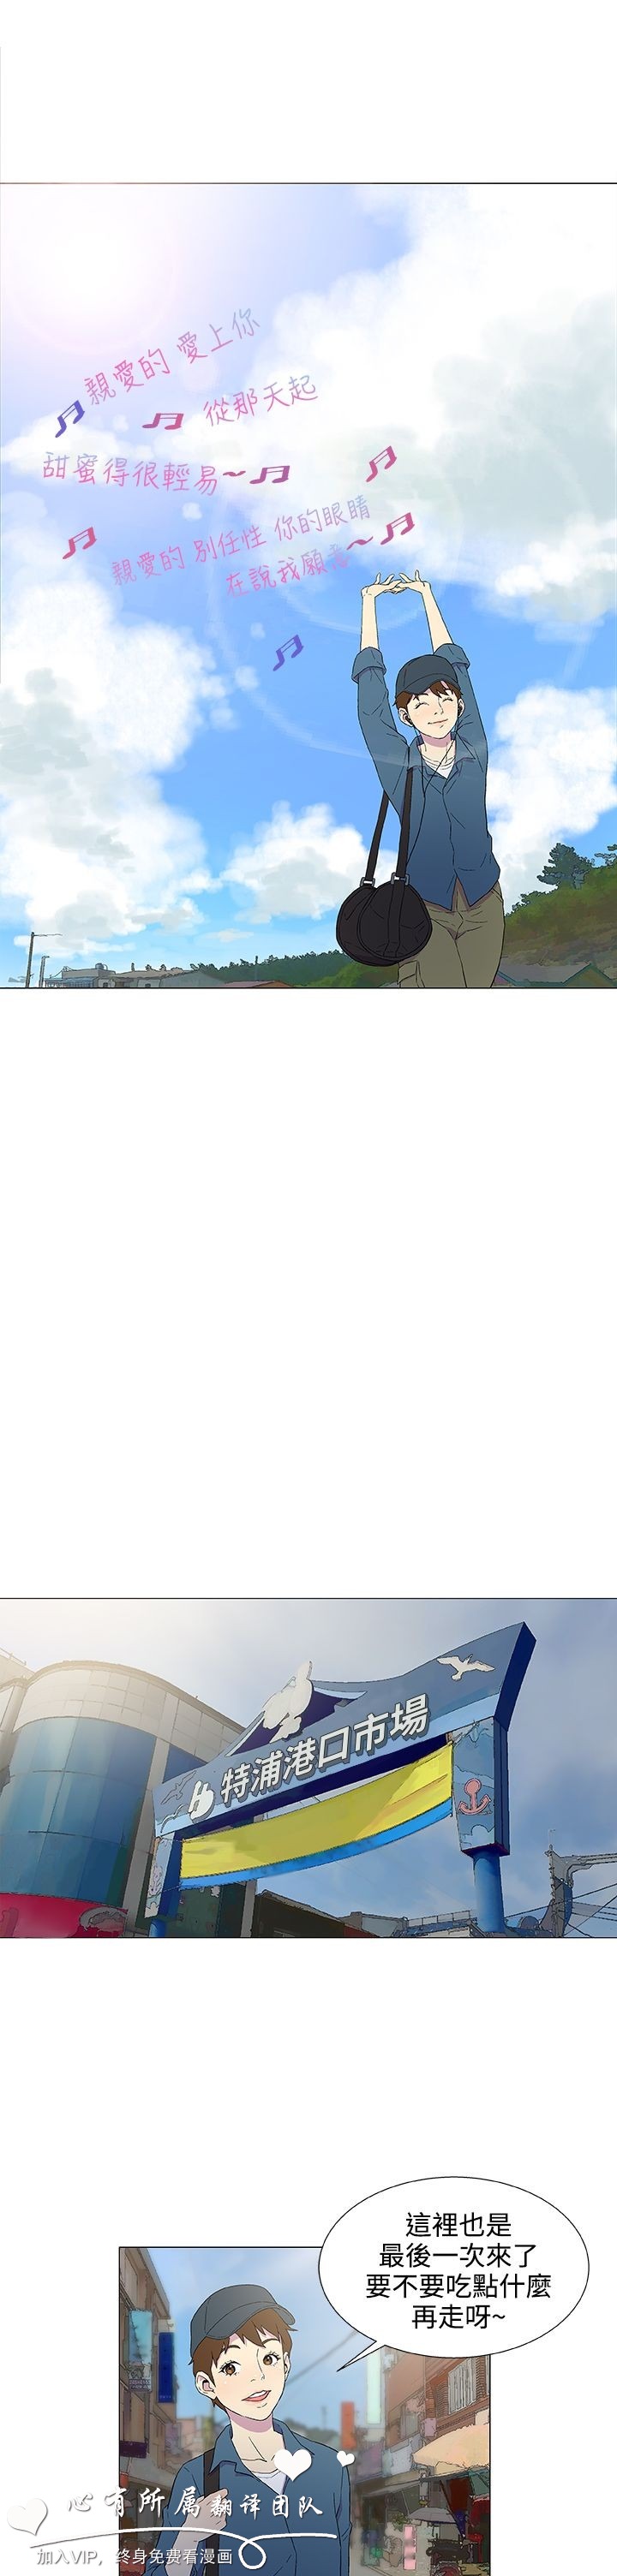 親愛的 愛上你
從那天起
甜蜜得很輕易~
親愛的 別任性 你的眼睛
在說我願意~
特浦港口市場
這裡也是
最後一次來了
要不要吃點什麼
再走呀~
心有所属翻译团队
加入VIP，终身免费看漫画